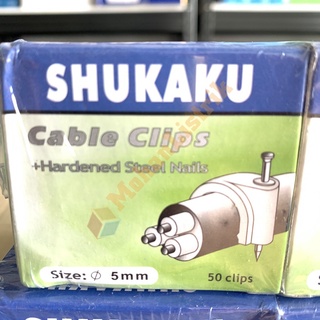 SHUKAKU
Cable Clips
+Hardened Steel Nails
Size: ϕ 5mm
50 clips